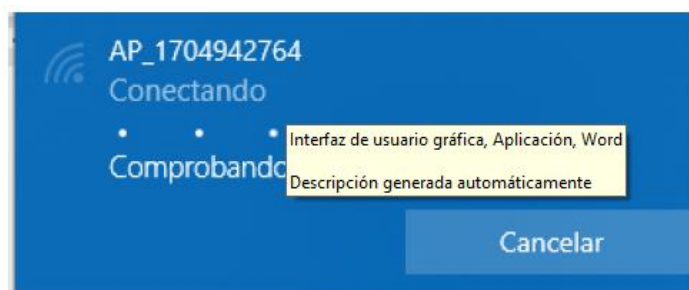 AP_1704942764
Conectando
Interfaz de usuario gráfica, Aplicación, Word
Comprobando
Descripción generada automáticamente
Cancelar